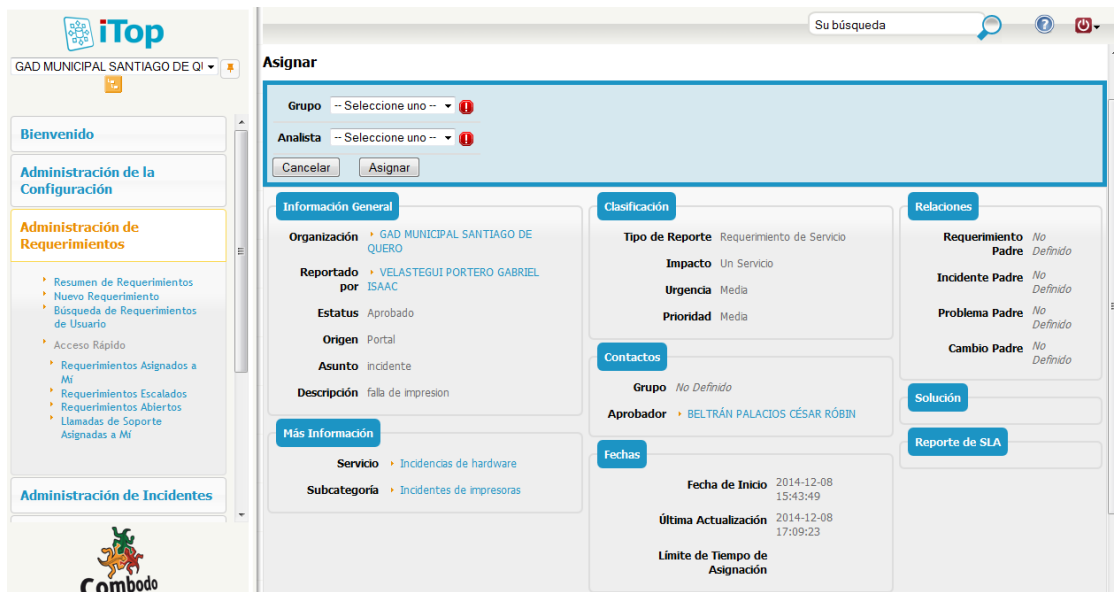 iTop
GAD MUNICIPAL SANTIAGO DE QI
Bienvenido
Administración de la
Configuración
Administración de
Requerimientos
Resumen de Requerimientos
Nuevo Requerimiento
Búsqueda de Requerimientos
de Usuario
Acceso Rápido
Requerimientos Asignados a
Mí
Requerimientos Escalados
Requerimientos Abiertos
Llamadas de Soporte
Asignadas a Mí
Administración de Incidentes
Combodo
Su búsqueda
Asignar
Grupo -- Seleccione uno --
Analista -- Seleccione uno --
Cancelar Asignar
Información General
Organización GAD MUNICIPAL SANTIAGO DE
QUERO
Reportado VELASTEGUI PORTERO GABRIEL
por ISAAC
Estatus Aprobado
Origen Portal
Asunto incidente
Descripción falla de impresion
Más Información
Servicio Incidencias de hardware
Subcategoría Incidentes de impresoras
Clasificación
Tipo de Reporte Requerimiento de Servicio
Impacto Un Servicio
Urgencia Media
Prioridad Media
Contactos
Grupo No Definido
Aprobador BELTRÁN PALACIOS CÉSAR RÓBIN
Fechas
Fecha de Inicio 2014-12-08
15:43:49
Última Actualización 2014-12-08
17:09:23
Límite de Tiempo de
Asignación
Relaciones
Requerimiento No
Padre Definido
Incidente Padre No
Definido
Problema Padre No
Definido
Cambio Padre No
Definido
Solución
Reporte de SLA